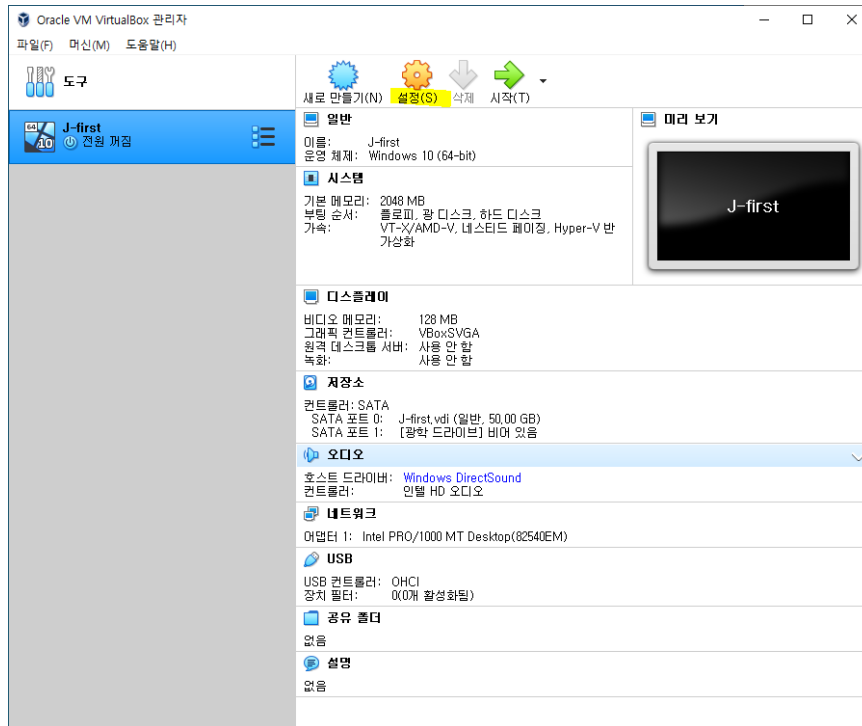 Oracle VM VirtualBox 관리자
파일(F) 머신(M) 도움말(H)
도구
새로 만들기(N) 설정(S) 삭제 시작(T)
64
10
J-first
전원 꺼짐
일반
이름: J-first
운영 체제: Windows 10 (64-bit)
미리 보기
J-first
시스템
기본 메모리: 2048 MB
부팅 순서: 플로피, 광 디스크, 하드 디스크
가속: VT-X/AMD-V, 네스티드 페이징, Hyper-V 반
가상화
디스플레이
비디오 메모리: 128 MB
그래픽 컨트롤러: VBoxSVGA
원격 데스크톱 서버: 사용 안 함
녹화: 사용 안 함
저장소
컨트롤러: SATA
SATA 포트 0: J-first.vdi (일반, 50.00 GB)
SATA 포트 1: [광학 드라이브] 비어 있음
오디오
호스트 드라이버: Windows DirectSound
컨트롤러: 인텔 HD 오디오
네트워크
어댑터 1: Intel PRO/1000 MT Desktop(82540EM)
USB
USB 컨트롤러: OHCI
장치 필터: 0(0개 활성화됨)
공유 폴더
없음
설명
없음